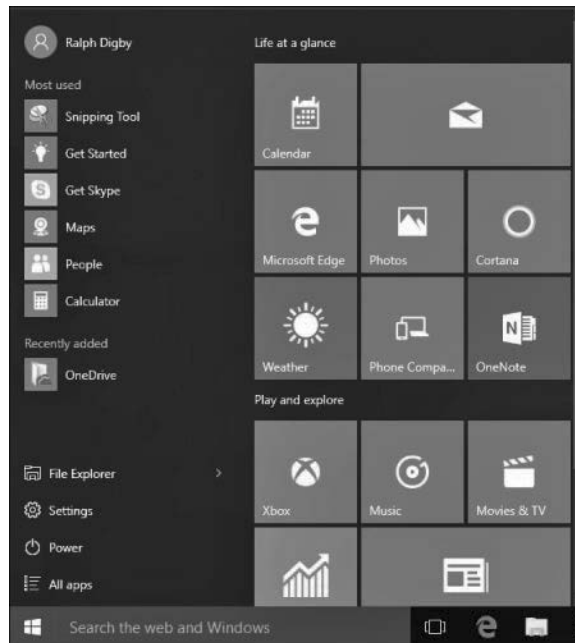 Ralph Digby
Most used
Snipping Tool
Get Started
Get Skype
Maps
People
Calculator
Recently added
OneDrive
File Explorer
Settings
Power
All apps
Life at a glance
Calendar
Microsoft Edge
Photos
Cortana
Weather
Phone Compa...
OneNote
Play and explore
Xbox
Music
Movies & TV
Search the web and Windows